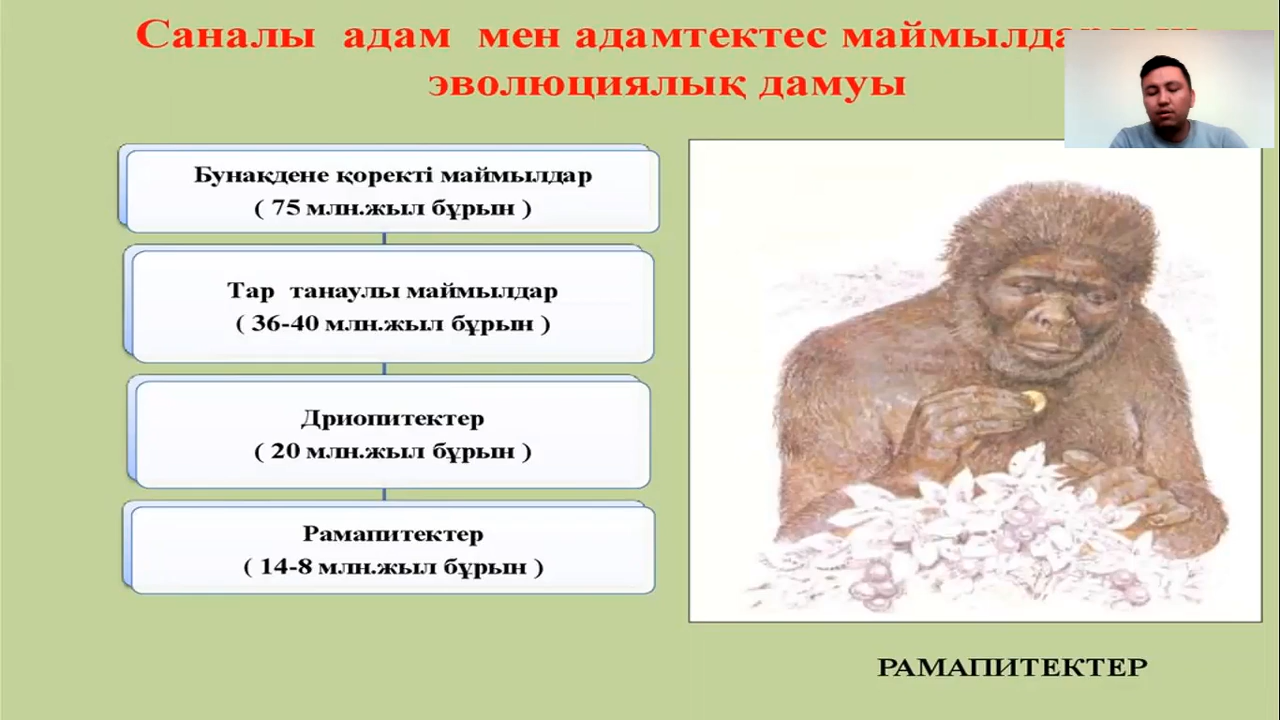 Саналы адам мен адамтектес
эволюциялық дамуы
Бунақдене қоректі маймылдар
( 75 млн.жыл бұрын )
Тар танаулы маймылдар
( 36-40 млн.жыл бұрын )
Дриопитектер
( 20 млн.жыл бұрын )
Рамапитектер
( 14-8 млн.жыл бұрын )
РАМАПИТЕКТЕР